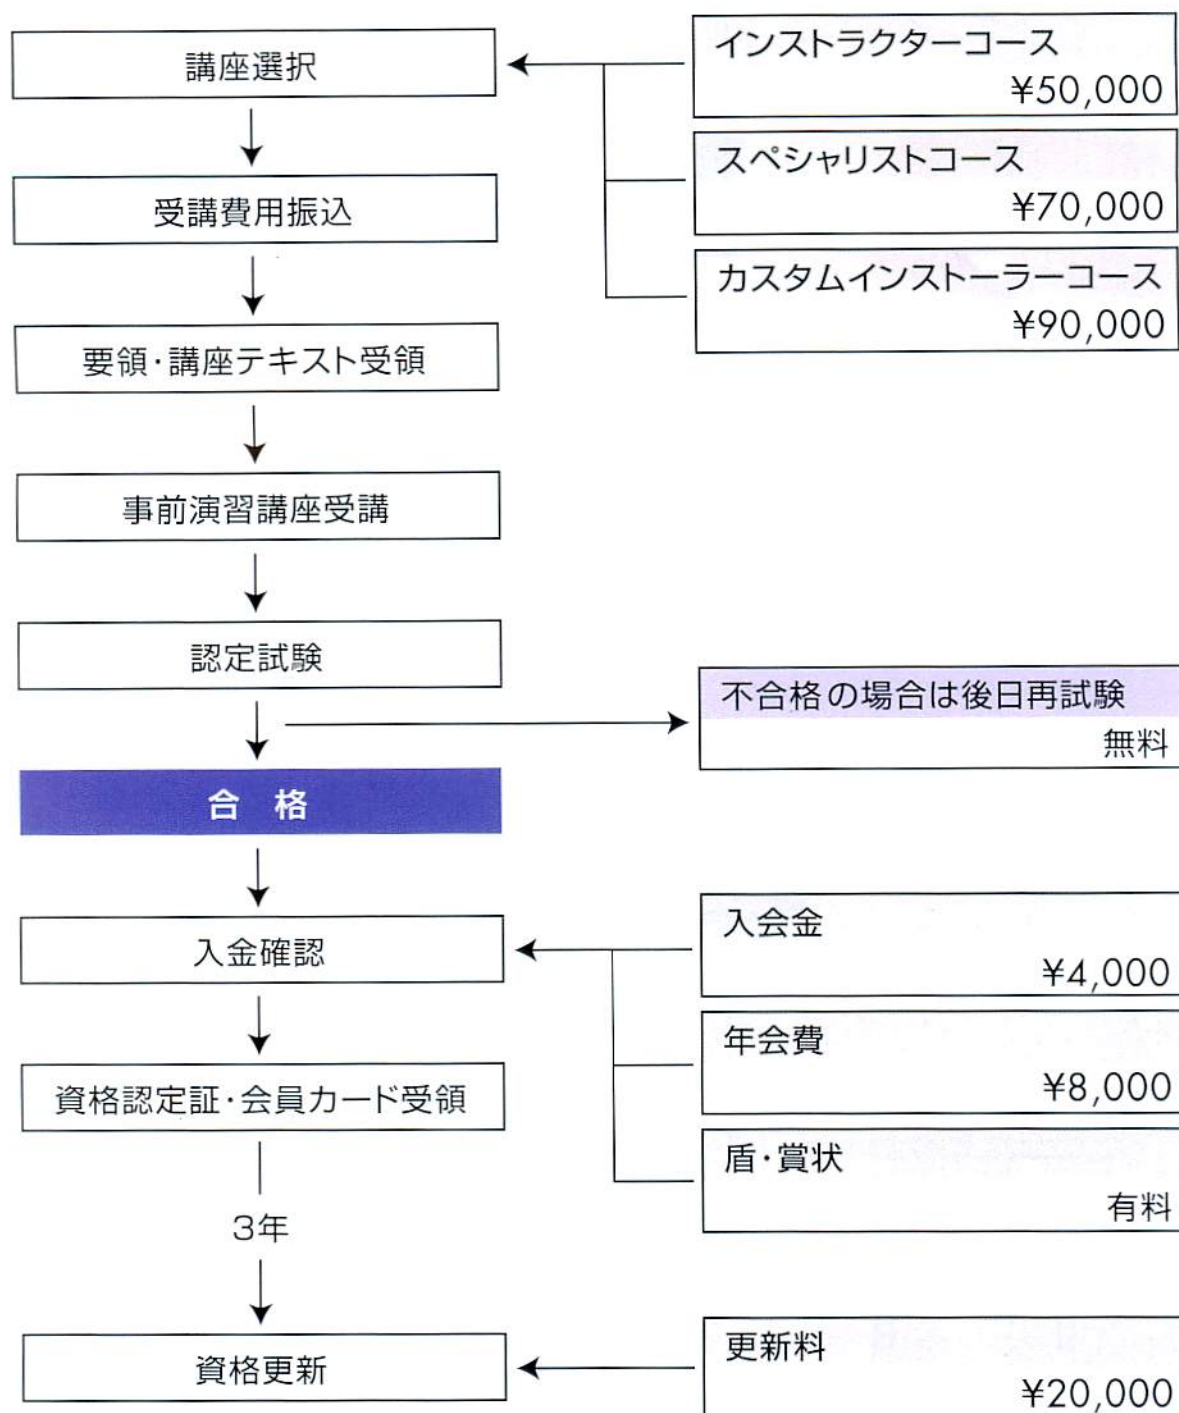 講座選択
インストラクターコース
¥50,000
スペシャリストコース
¥70,000
カスタムインストーラーコース
¥90,000
受講費用振込
要領・講座テキスト受領
事前演習講座受講
認定試験
不合格の場合は後日再試験
無料
合 格
入金確認
入会金
¥4,000
年会費
¥8,000
盾・賞状
有料
資格認定証・会員カード受領
3年
資格更新
更新料
¥20,000